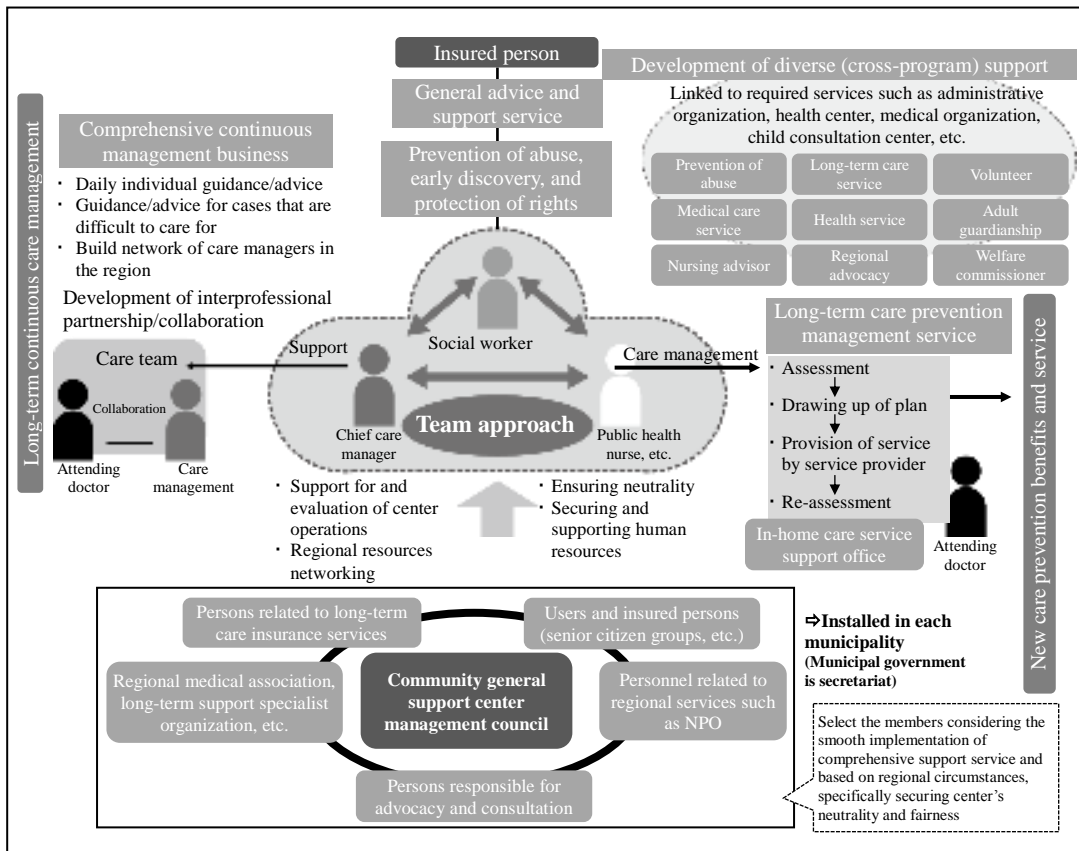 Insured person
General advice and
support service
Prevention of abuse,
early discovery, and
protection of rights
Development of diverse (cross-program) support
Linked to required services such as administrative
organization, health center, medical organization,
child consultation center, etc.
Prevention of
abuse
Long-term care
service
Volunteer
Medical care
service
Health service
Adult
guardianship
Nursing advisor
Regional
advocacy
Welfare
commissioner
Long-term continuous care management
Comprehensive continuous
management business
・ Daily individual guidance/advice
・ Guidance/advice for cases that are
difficult to care for
・ Build network of care managers in
the region
Development of interprofessional
partnership/collaboration
Care team
Collaboration
Attending
doctor
Care
management
Support
Social worker
Chief care
manager
Team approach
Public health
nurse, etc.
Care management
Long-term care prevention
management service
・ Assessment
・ Drawing up of plan
・ Provision of service
by service provider
・ Re-assessment
In-home care service
support office
Attending
doctor
New care prevention benefits and service
・ Support for and
evaluation of center
operations
・ Regional resources
networking
・ Ensuring neutrality
・ Securing and
supporting human
resources
Persons related to long-term
care insurance services
Users and insured persons
(senior citizen groups, etc.)
Regional medical association,
long-term support specialist
organization, etc.
Community general
support center
management council
Personnel related to
regional services such
as NPO
Persons responsible for
advocacy and consultation
⇨Installed in each
municipality
(Municipal government
is secretariat)
Select the members considering the
smooth implementation of
comprehensive support service and
based on regional circumstances,
specifically securing center's
neutrality and fairness